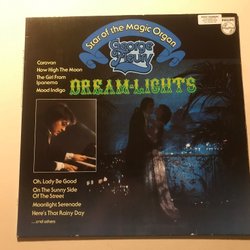 Star of the Magic Organ
DREAM-LIGHTS
Caravan
How High The Moon
The Girl From
Ipanema
Mood Indigo
Oh, Lady Be Good
On The Sunny Side
Of The Street
Moonlight Serenade
Here's That Rainy Day
....and others
PHILIPS